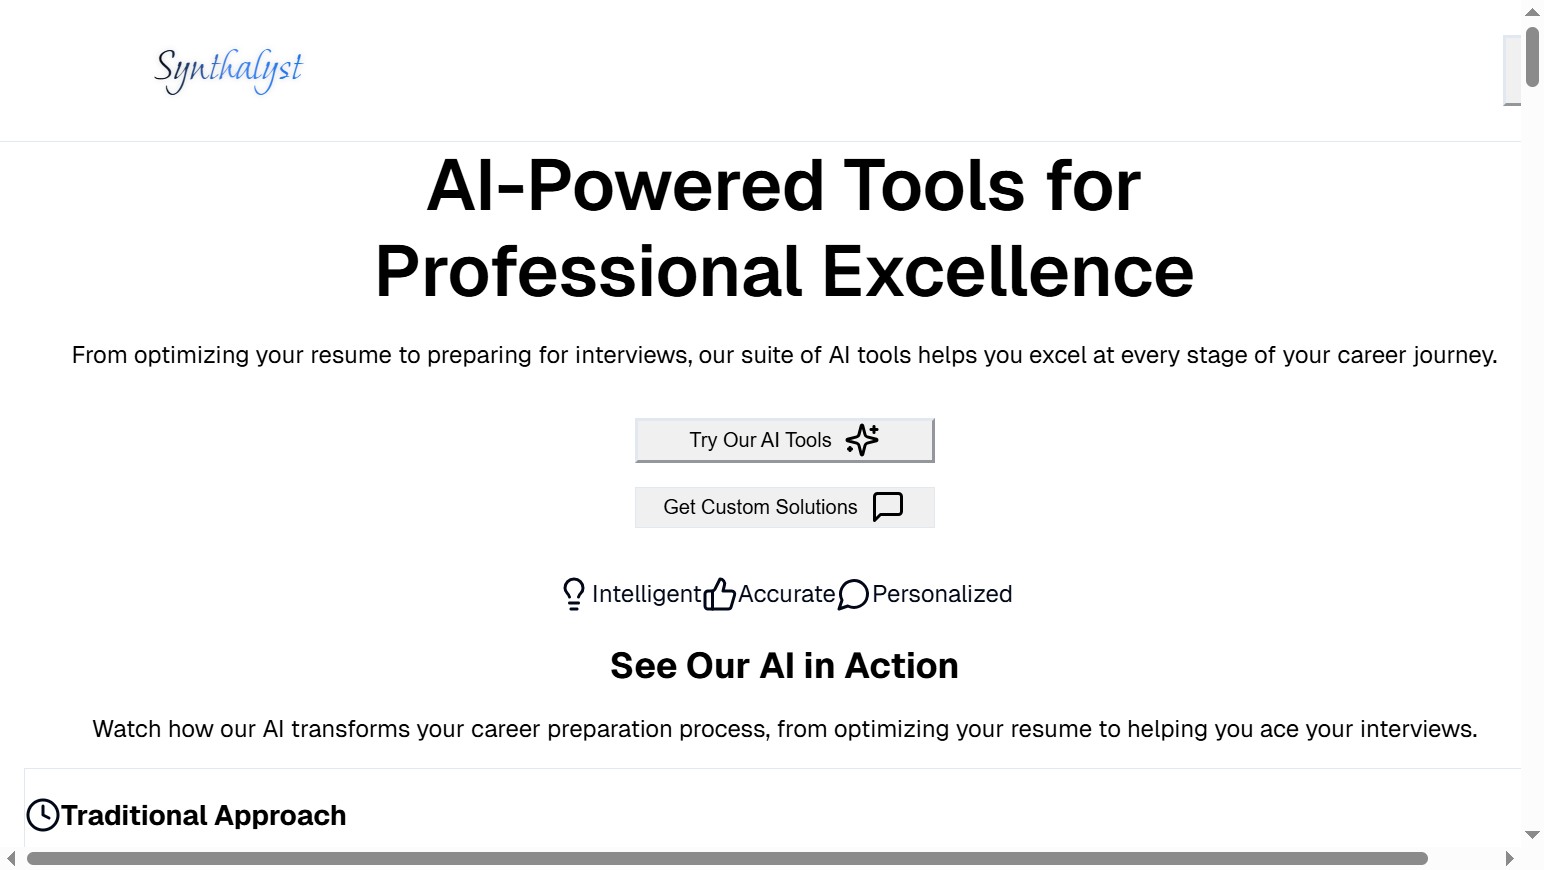 Synthalyst
AI-Powered Tools for
Professional Excellence
From optimizing your resume to preparing for interviews, our suite of AI tools helps you excel at every stage of your career journey.
Try Our AI Tools
Get Custom Solutions
Intelligent Accurate Personalized
See Our AI in Action
Watch how our AI transforms your career preparation process, from optimizing your resume to helping you ace your interviews.
Traditional Approach